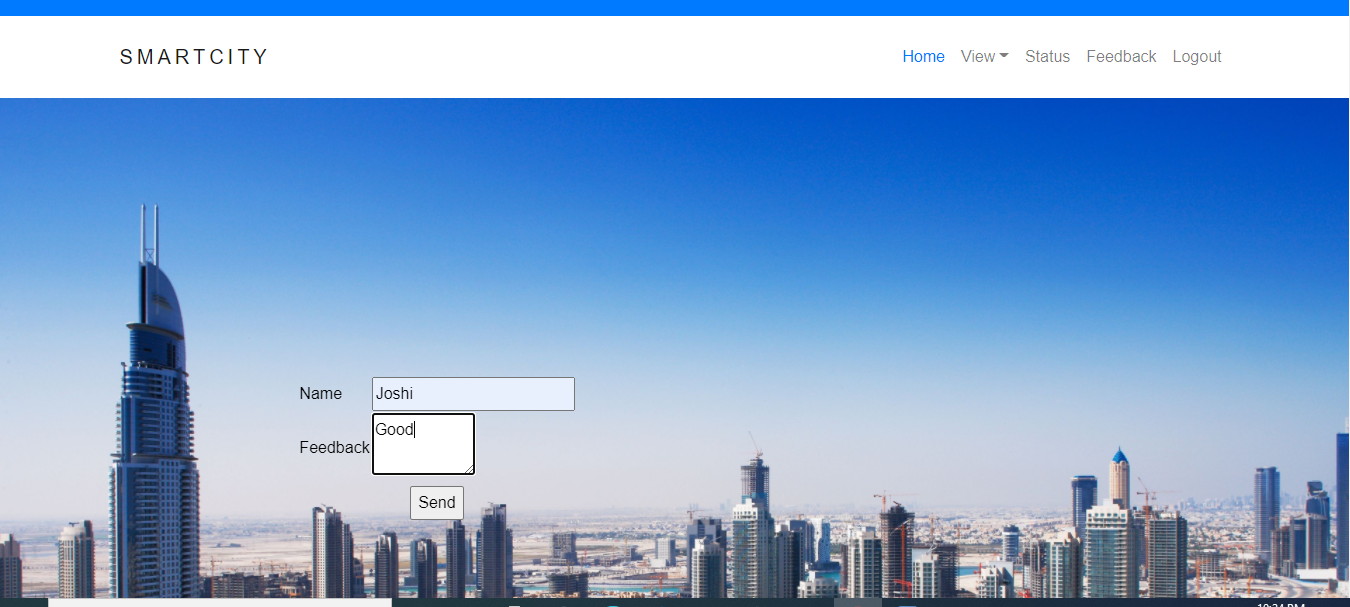 SMARTCITY
Home View Status Feedback Logout
Name Joshi
Feedback Good
Send